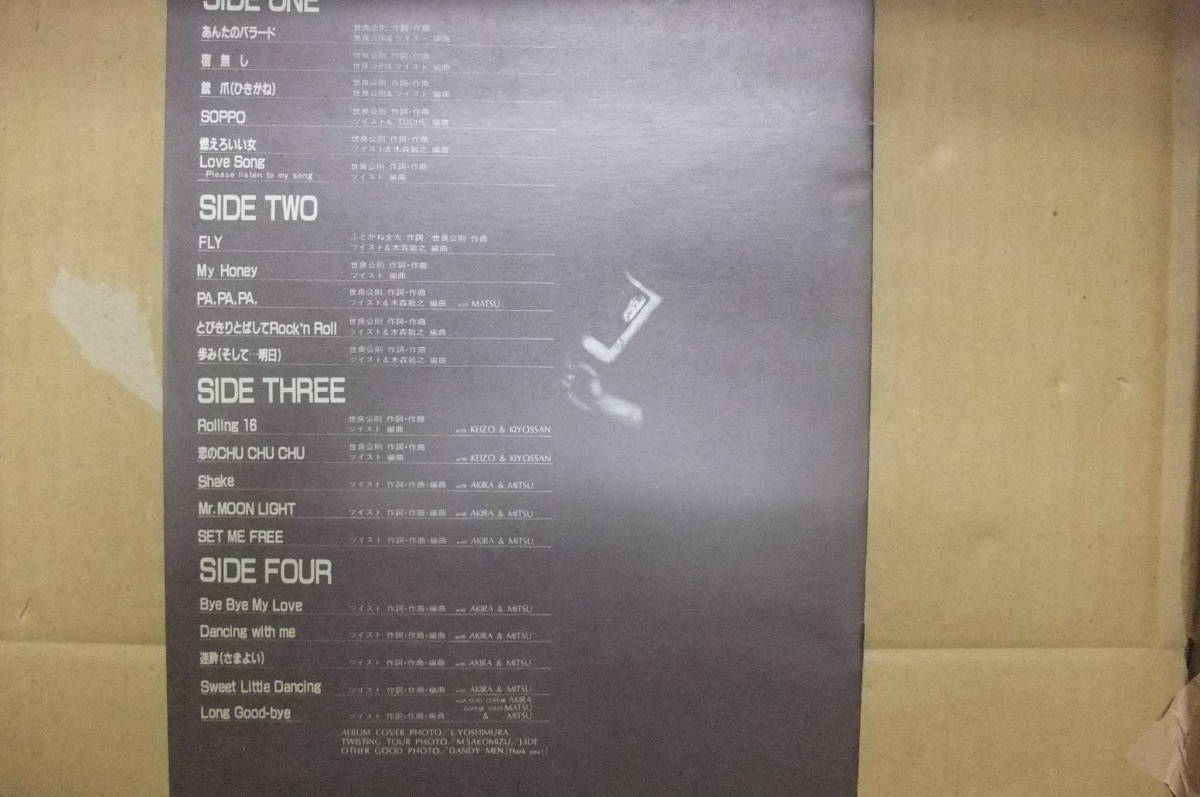 SIDE ONE
あんたのバラード 世良公則 作詞・作曲
世良公則&ツイスト 編曲
宿無し 世良公則 作詞・作曲
世良公則&ツイスト 編曲
銃爪(ひきがね) 世良公則 作詞・作曲
世良公則&ツイスト 編曲
SOPPO 世良公則 作詞・作曲
ツイスト& TOCHI 編曲
燃えろいい女 世良公則 作詞・作曲
ツイスト&木森敏之 編曲
Love Song 世良公則 作詞・作曲
-Please listen to my song- ツイスト 編曲
SIDE TWO
FLY ふとがね金太 作詞 世良公則 作曲
ツイスト&木森敏之 編曲
My Honey 世良公則 作詞・作曲
ツイスト 編曲
PA.PA.PA. 世良公則 作詞・作曲
ツイスト&木森敏之 編曲 with MATSU
とびきりとばしてRock'n Roll 世良公則 作詞・作曲
ツイスト&木森敏之 編曲
歩み(そして…明日) 世良公則 作詞・作曲
ツイスト&木森敏之 編曲
SIDE THREE
Rolling 16 世良公則 作詞・作曲
ツイスト 編曲 with KEIZO & KIYOSSAN
恋のCHU CHU CHU 世良公則 作詞・作曲
ツイスト 編曲 with KEIZO & KIYOSSAN
Shake ツイスト 作詞・作曲・編曲 with AKIRA & MITSU
Mr.MOON LIGHT ツイスト 作詞・作曲・編曲 with AKIRA & MITSU
SET ME FREE ツイスト 作詞・作曲・編曲 with AKIRA & MITSU
SIDE FOUR
Bye Bye My Love ツイスト 作詞・作曲・編曲 with AKIRA & MITSU
Dancing with me ツイスト 作詞・作曲・編曲 with AKIRA & MITSU
迷酔(さまよい) ツイスト 作詞・作曲・編曲 with AKIRA & MITSU
Sweet Little Dancing ツイスト 作詞・作曲・編曲 with AKIRA & MITSU
AKIRA
GUITAR SOLO MATSU
Long Good-bye ツイスト 作詞・作曲・編曲 & MITSU
ALBUM COVER PHOTO/L.YOSHIMURA
TWISTING TOUR PHOTO/M.SAKOMIZU/J.IDE
OTHER GOOD PHOTO/DANDY MEN[Thank you!]